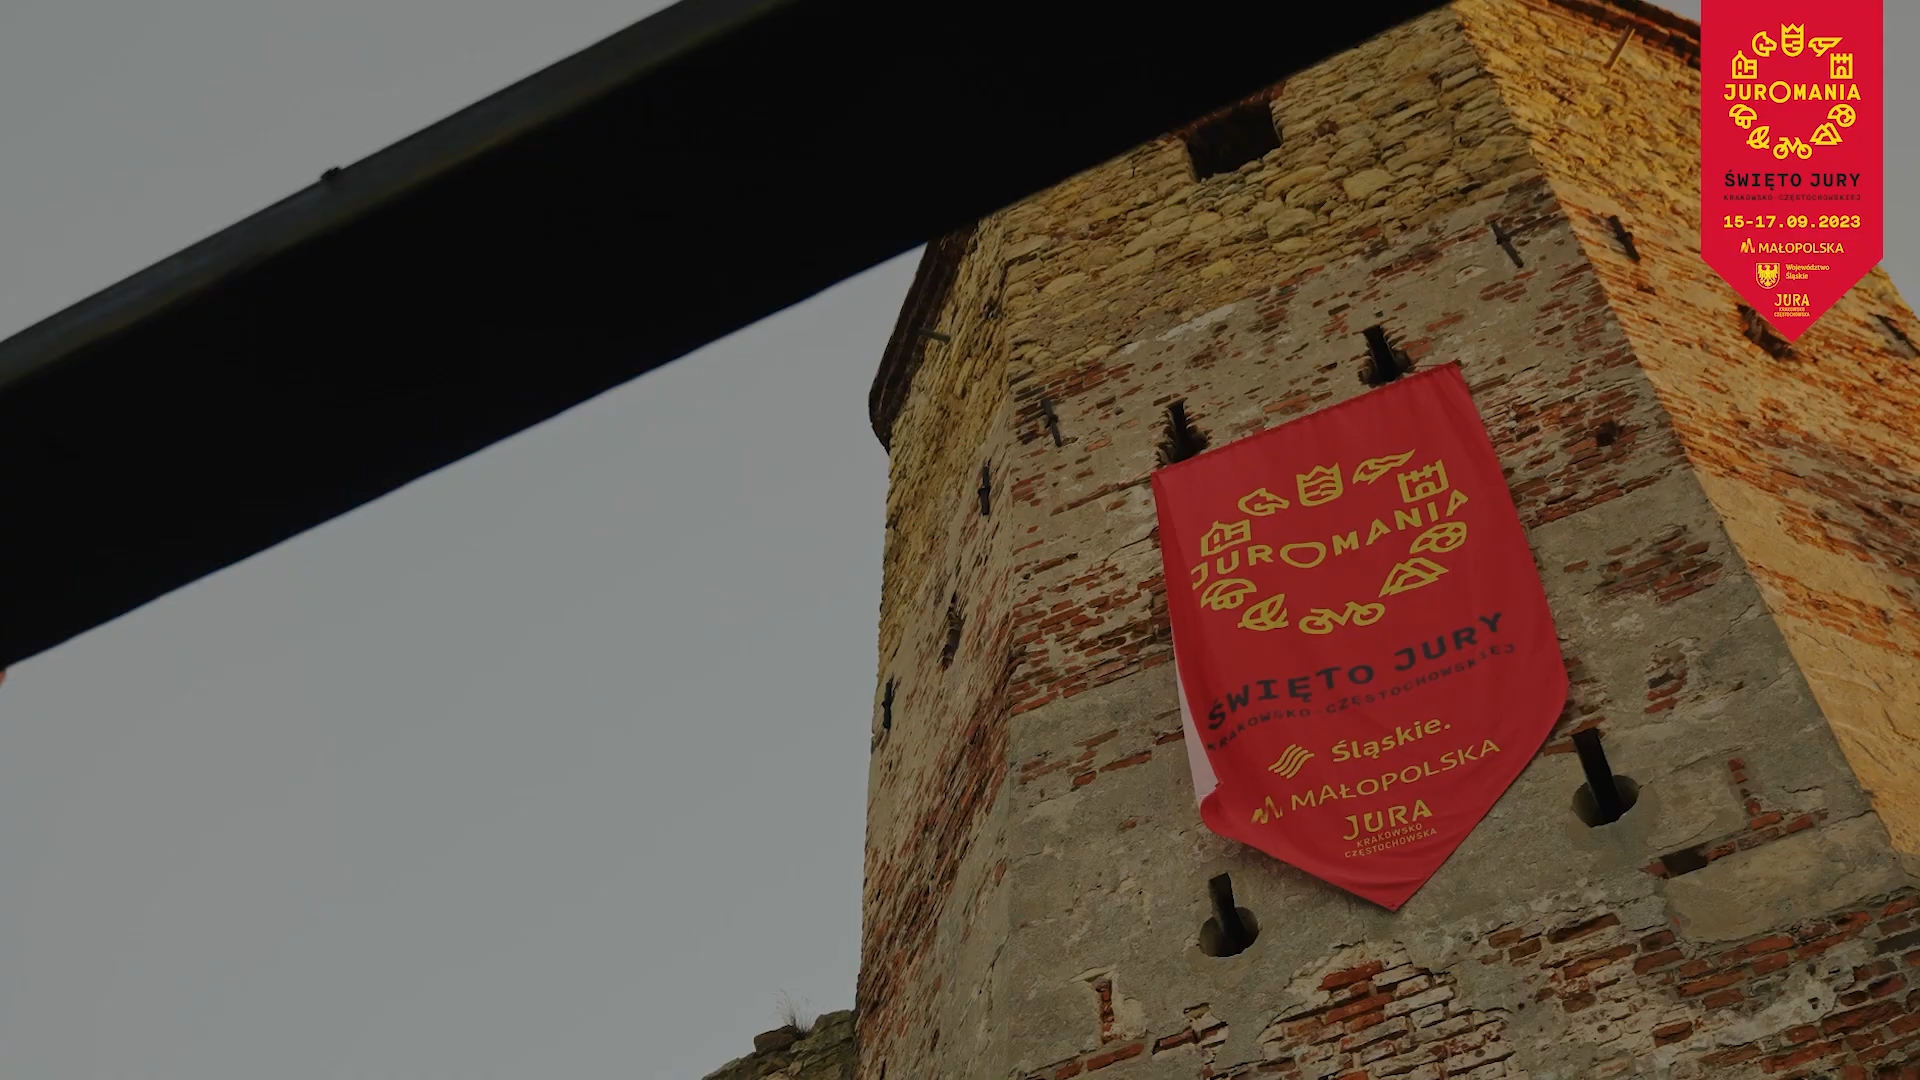 JUROMANIA
ŚWIĘTO JURY
KRAKOWSKO-CZĘSTOCHOWSKIEJ
15-17.09.2023
MAŁOPOLSKA
Województwo
Śląskie
JURA
KRAKOWSKO
CZĘSTOCHOWSKA
JUROMANIA
ŚWIĘTO JURY
KRAKOWSKO-CZĘSTOCHOWSKIEJ
Śląskie.
MAŁOPOLSKA
JURA
KRAKOWSKO
CZĘSTOCHOWSKA